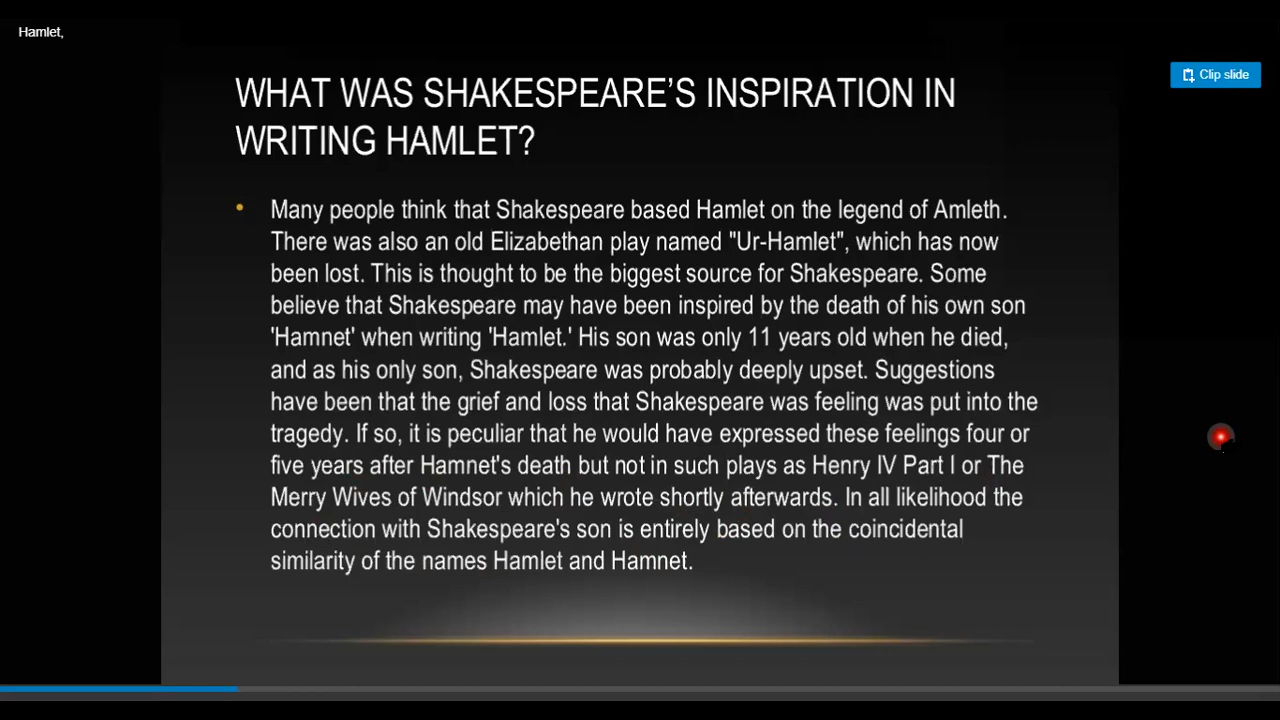 Hamlet,
Clip slide
WHAT WAS SHAKESPEARE’S INSPIRATION IN
WRITING HAMLET?
• Many people think that Shakespeare based Hamlet on the legend of Amleth.
There was also an old Elizabethan play named "Ur-Hamlet", which has now
been lost. This is thought to be the biggest source for Shakespeare. Some
believe that Shakespeare may have been inspired by the death of his own son
'Hamnet' when writing 'Hamlet.' His son was only 11 years old when he died,
and as his only son, Shakespeare was probably deeply upset. Suggestions
have been that the grief and loss that Shakespeare was feeling was put into the
tragedy. If so, it is peculiar that he would have expressed these feelings four or
five years after Hamnet's death but not in such plays as Henry IV Part I or The
Merry Wives of Windsor which he wrote shortly afterwards. In all likelihood the
connection with Shakespeare's son is entirely based on the coincidental
similarity of the names Hamlet and Hamnet.